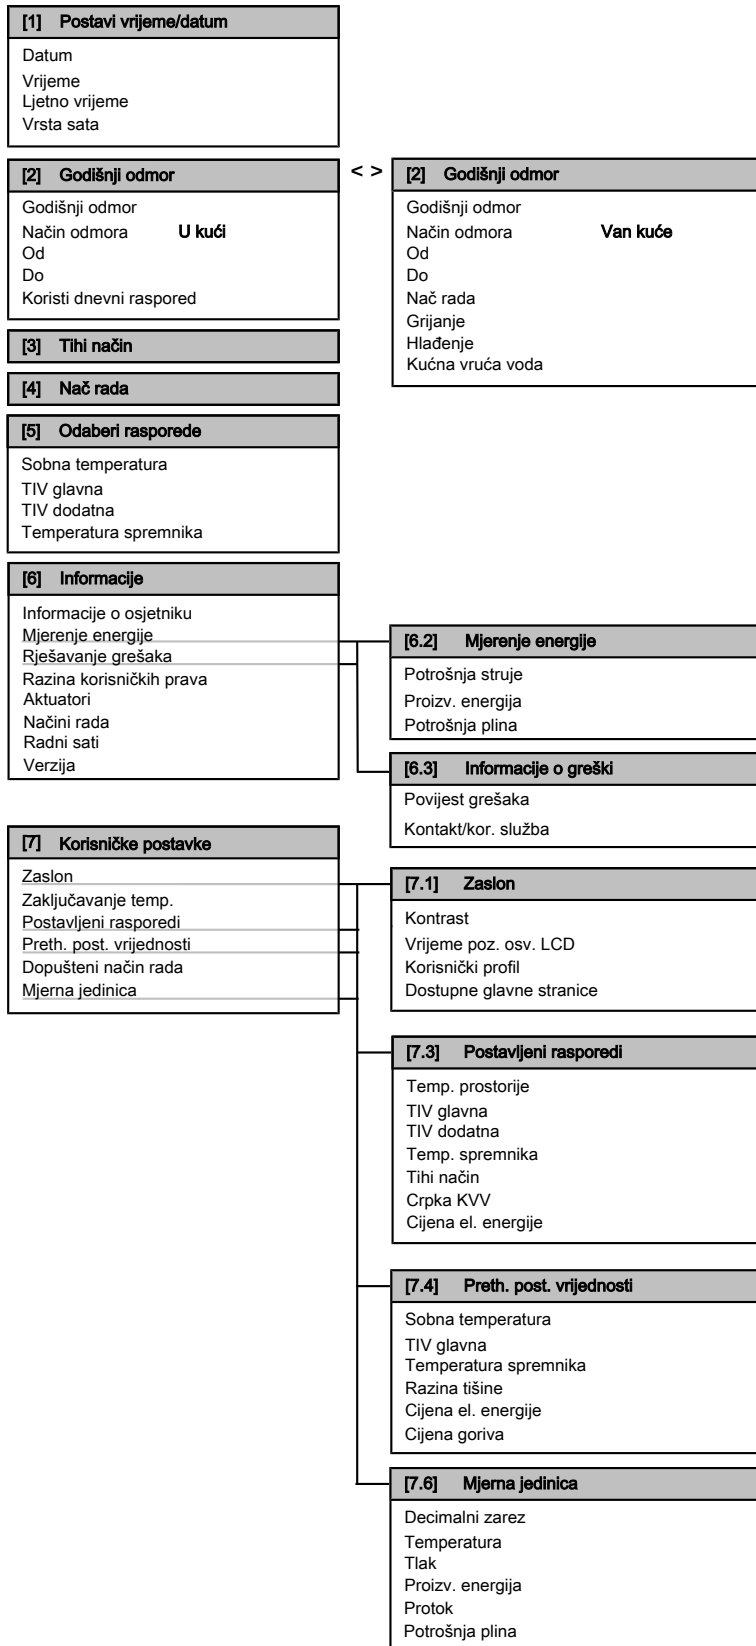 [1] Postavi vrijeme/datum
Datum
Vrijeme
Ljetno vrijeme
Vrsta sata
[2] Godišnji odmor
Godišnji odmor
Način odmora U kući
Od
Do
Koristi dnevni raspored
< >
[2] Godišnji odmor
Godišnji odmor
Način odmora Van kuće
Od
Do
Nač rada
Grijanje
Hlađenje
Kućna vruća voda
[3] Tihi način
[4] Nač rada
[5] Odaberi rasporede
Sobna temperatura
TIV glavna
TIV dodatna
Temperatura spremnika
[6] Informacije
Informacije o osjetniku
Mjerenje energije
Rješavanje grešaka
Razina korisničkih prava
Aktuatori
Načini rada
Radni sati
Verzija
[6.2] Mjerenje energije
Potrošnja struje
Proizv. energija
Potrošnja plina
[6.3] Informacije o greški
Povijest grešaka
Kontakt/kor. služba
[7] Korisničke postavke
Zaslon
Zaključavanje temp.
Postavljeni rasporedi
Preth. post. vrijednosti
Dopušteni način rada
Mjerna jedinica
[7.1] Zaslon
Kontrast
Vrijeme poz. osv. LCD
Korisnički profil
Dostupne glavne stranice
[7.3] Postavljeni rasporedi
Temp. prostorije
TIV glavna
TIV dodatna
Temp. spremnika
Tihi način
Crpka KVV
Cijena el. energije
[7.4] Preth. post. vrijednosti
Sobna temperatura
TIV glavna
Temperatura spremnika
Razina tišine
Cijena el. energije
Cijena goriva
[7.6] Mjerna jedinica
Decimalni zarez
Temperatura
Tlak
Proizv. energija
Protok
Potrošnja plina